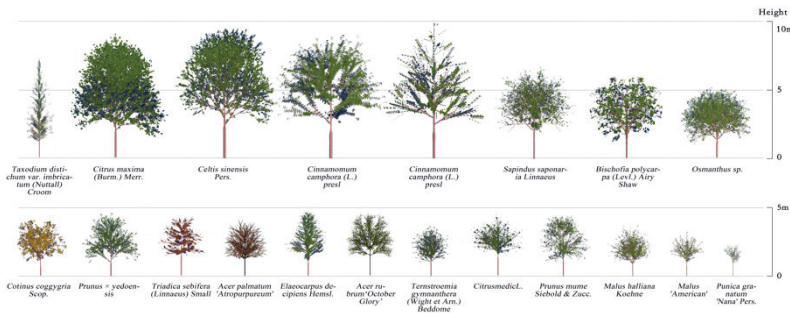 Height
10m
5
0
Taxodium disti-
chum var. imbrica-
tum (Nuttall)
Croom
Citrus maxima
(Burm.) Merr.
Celtis sinensis
Pers.
Cinnamomum
camphora (L.)
presl
Cinnamomum
camphora (L.)
presl
Sapindus sapona-
ria Linnaeus
Bischofia polycar-
pa (Levl.) Airy
Shaw
Osmanthus sp.
5m
0
Cotinus coggygria
Scop.
Prunus × yedoen-
sis
Triadica sebifera
(Linnaeus) Small
Acer palmatum
'Atropurpureum'
Elaeocarpus de-
cipiens Hemsl.
Acer ru-
brum‘October
Glory’
Ternstroemia
gymnanthera
(Wight et Arn.)
Beddome
CitrusmedicL.
Prunus mume
Siebold & Zucc.
Malus halliana
Koehne
Malus
'American'
Punica gra-
natum
'Nana' Pers.